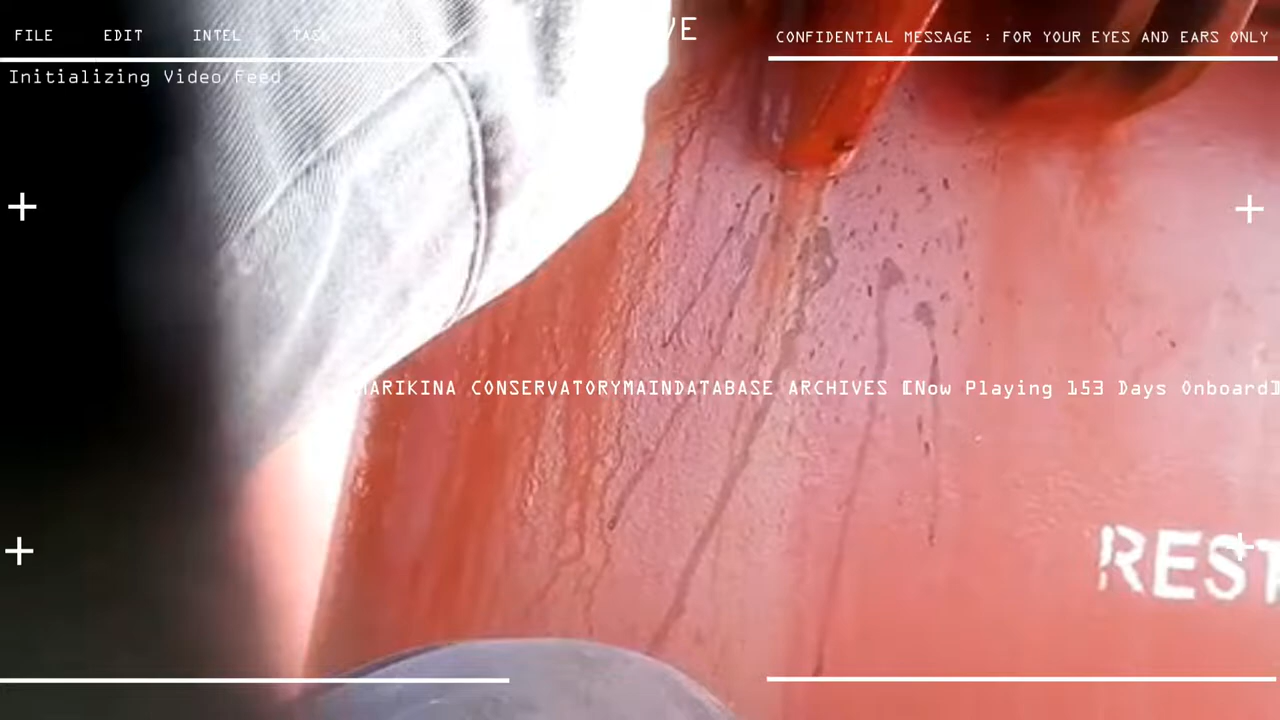 FILE EDIT INTEL
CONFIDENTIAL MESSAGE : FOR YOUR EYES AND EARS ONLY
Initializing Video Feed
MARIKINA CONSERVATORYMAINDATABASE ARCHIVES [Now Playing 153 Days Onboard]
REST